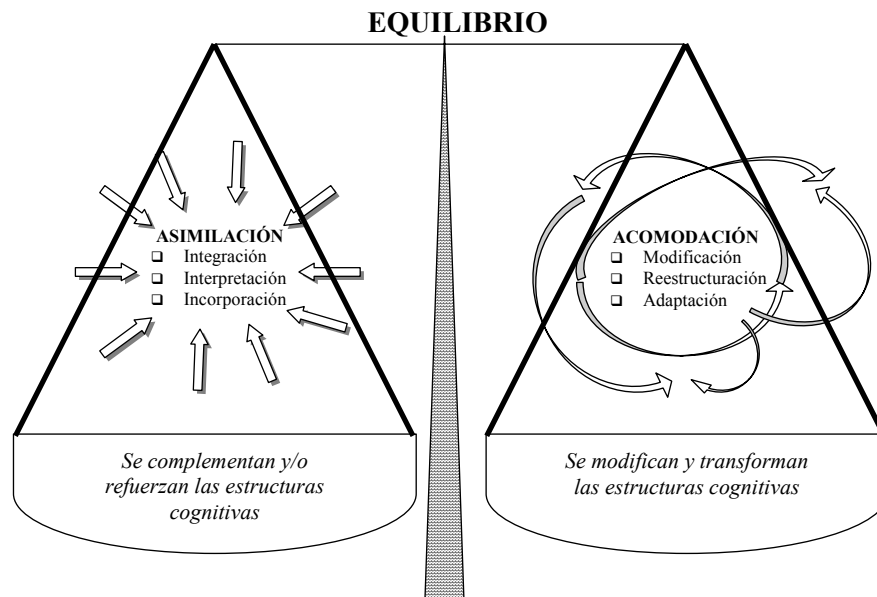 EQUILIBRIO
ASIMILACIÓN
Integración
Interpretación
Incorporación
Se complementan y/o
refuerzan las estructuras
cognitivas
ACOMODACIÓN
Modificación
Reestructuración
Adaptación
Se modifican y transforman
las estructuras cognitivas